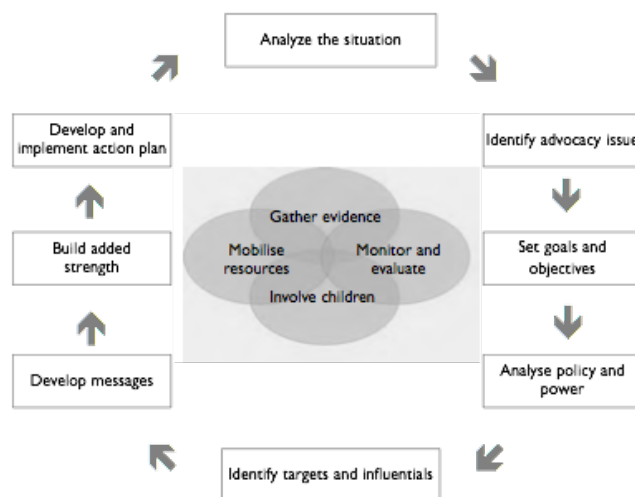 Analyze the situation
Develop and
implement action plan
Identify advocacy issue
Gather evidence
Build added
strength
Mobilise
resources
Monitor and
evaluate
Set goals and
objectives
Involve children
Develop messages
Analyse policy and
power
Identify targets and influentials